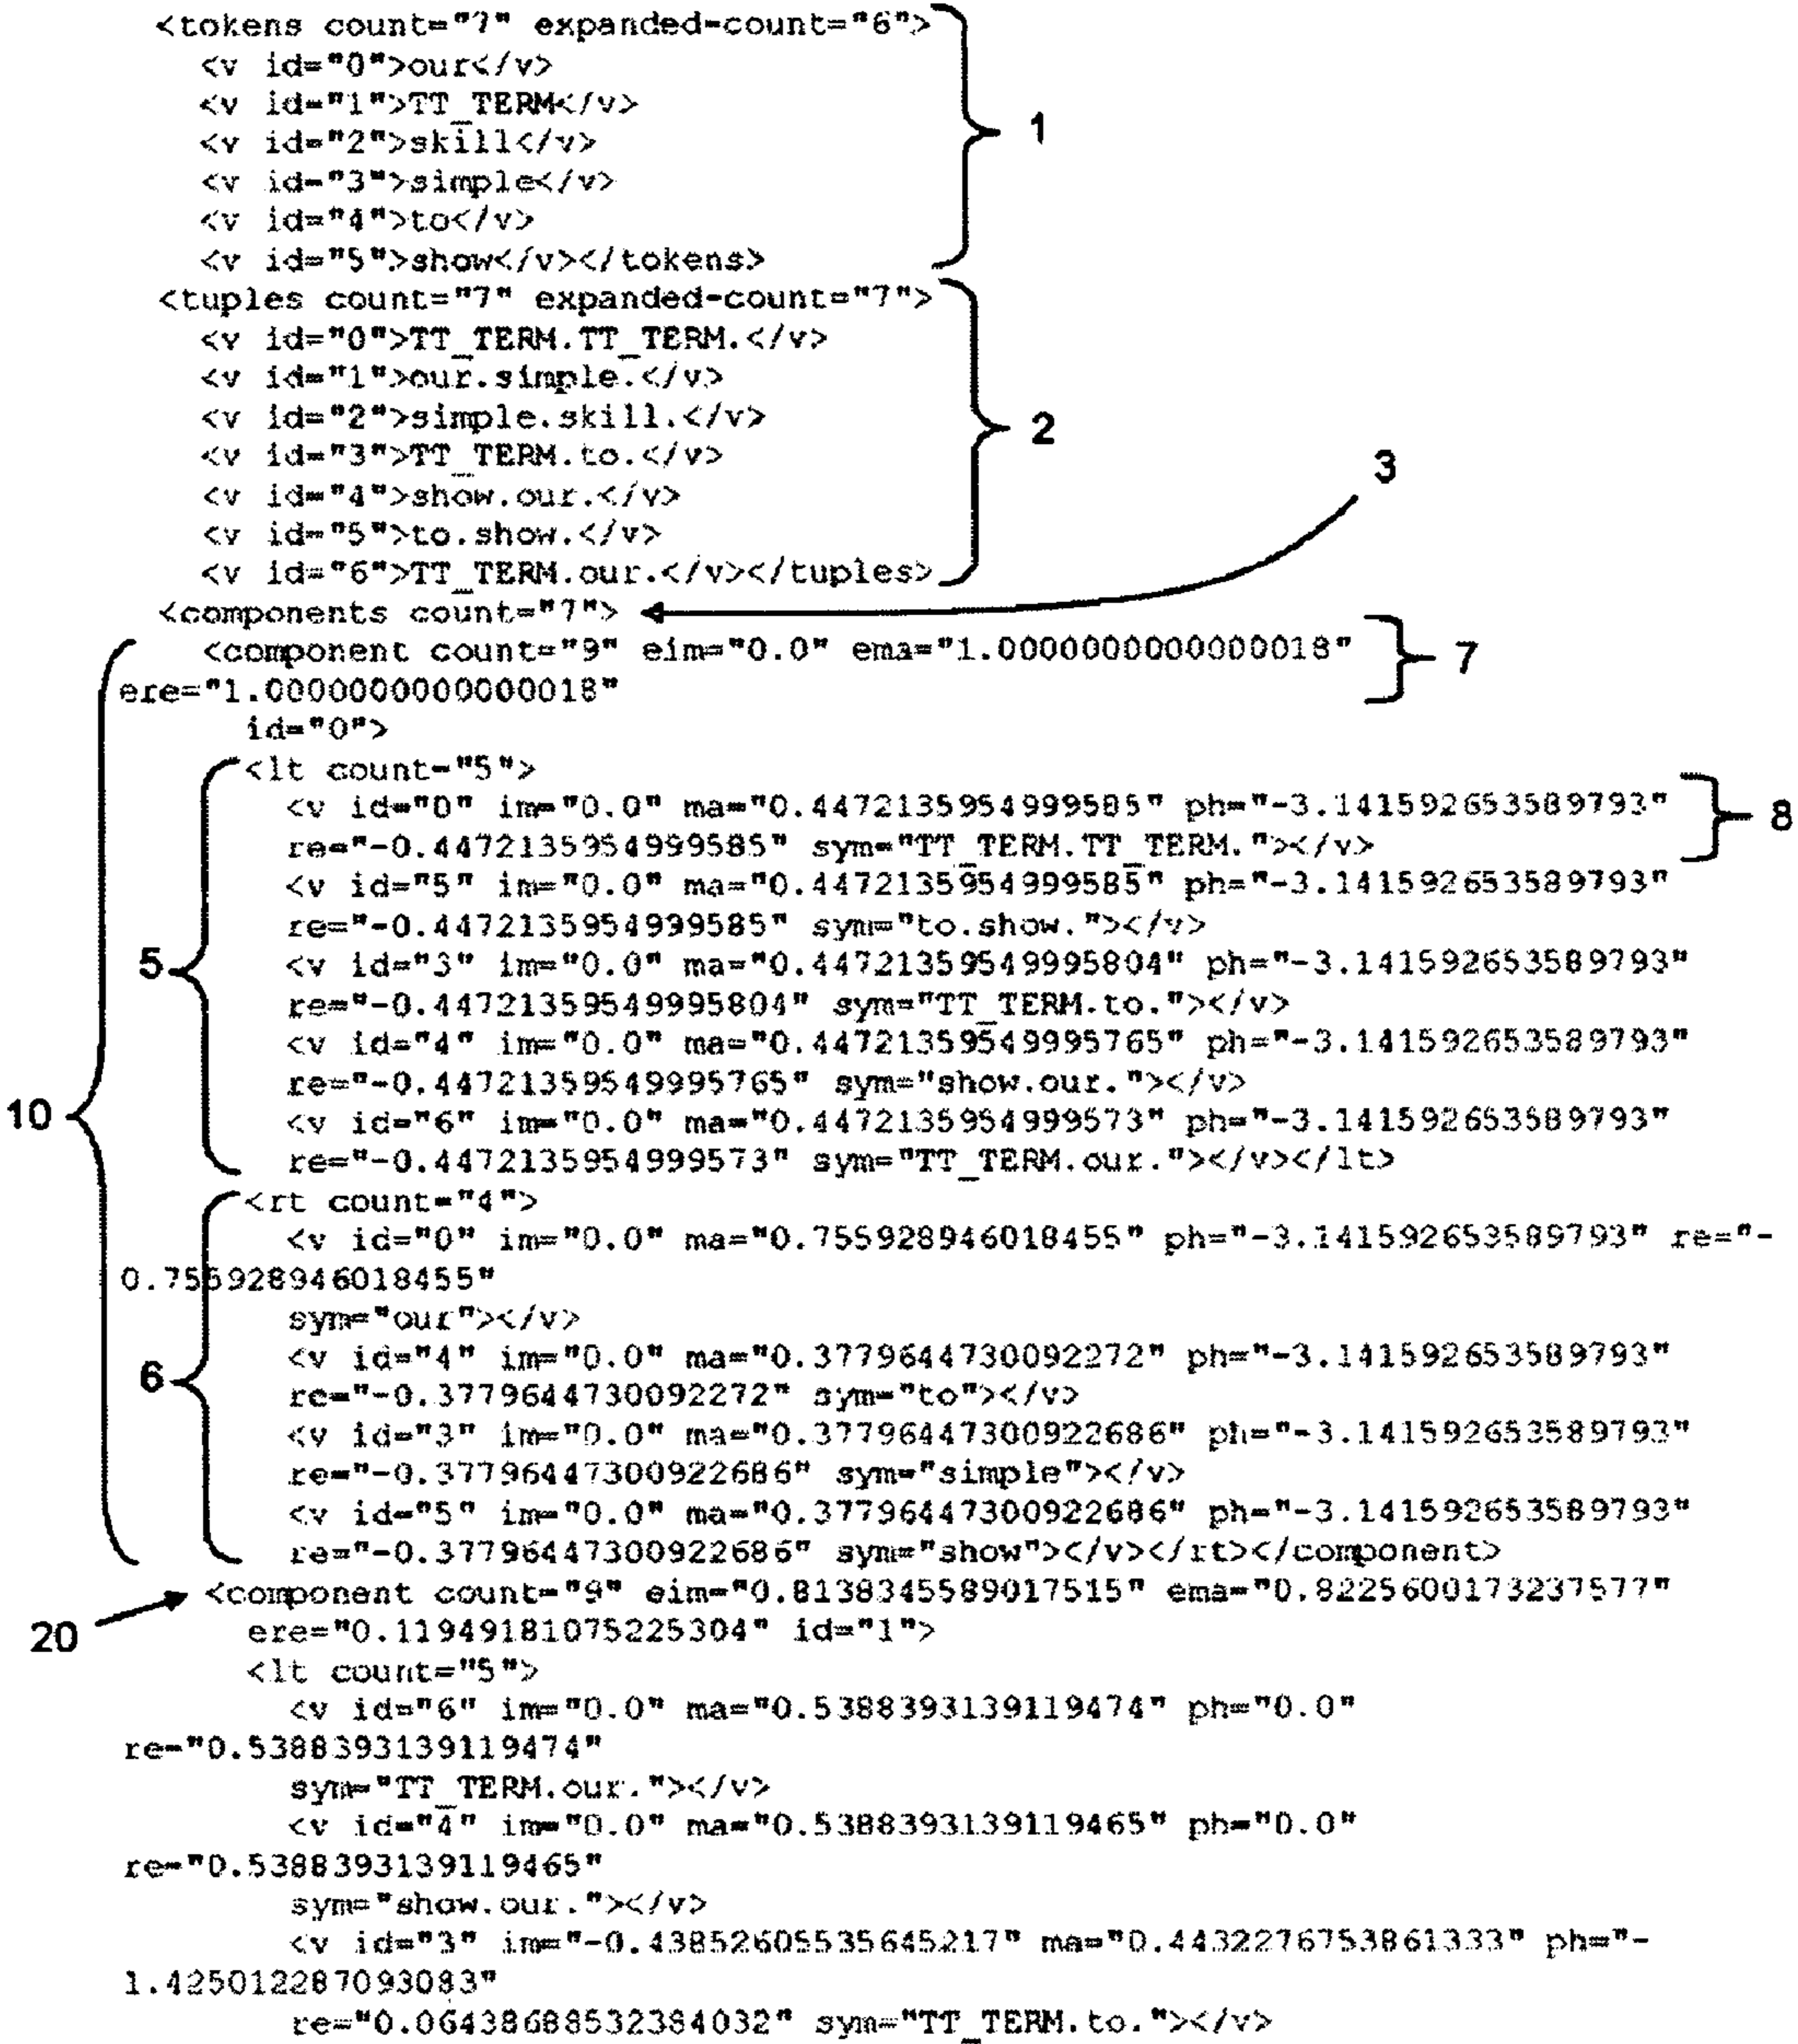 <tokens count="7" expanded-count="6">
<v id="0">our</v>
<v id="1">TT_TERM</v>
1
<v id="2">skill</v>
<v id="3">simple</v>
<v id="4">to</v>
<v id="5">show</v></tokens>
<tuples count="7" expanded-count="7">
<v id="0">TT_TERM.TT_TERM.</v>
<v id="1">our.simple.</v>
<v id="2">simple.skill.</v>
2
<v id="3">TT_TERM.to.</v>
3
<v id="4">show.our.</v>
<v id="5">to.show.</v>
<v id="6">TT_TERM.our.</v></tuples>
<components count="7">
<component count="9" eim="0.0" ema="1.0000000000000018"
7
ere="1.0000000000000018"
id="0">
<lt count="5">
<v id="0" im="0.0" ma="0.4472135954999585" ph="-3.141592653589793"
8
re="-0.4472135954999585" sym="TT_TERM.TT_TERM."></v>
<v id="5" im="0.0" ma="0.4472135954999585" ph="-3.141592653589793"
re="-0.4472135954999585" sym="to.show."></v>
5
<v id="3" im="0.0" ma="0.44721359549995804" ph="-3.141592653589793"
re="-0.44721359549995804" sym="TT_TERM.to."></v>
<v id="4" im="0.0" ma="0.44721359549995765" ph="-3.141592653589793"
re="-0.44721359549995765" sym="show.our."></v>
10
<v id="6" im="0.0" ma="0.4472135954999573" ph="-3.141592653589793"
re="-0.4472135954999573" sym="TT_TERM.our."></v></lt>
<rt count="4">
<v id="0" im="0.0" ma="0.755928946018455" ph="-3.141592653589793" re="-
0.755928946018455"
sym="our"></v>
<v id="4" im="0.0" ma="0.3779644730092272" ph="-3.141592653589793"
6
re="-0.3779644730092272" sym="to"></v>
<v id="3" im="0.0" ma="0.37796447300922686" ph="-3.141592653589793"
re="-0.37796447300922686" sym="simple"></v>
<v id="5" im="0.0" ma="0.37796447300922686" ph="-3.141592653589793"
re="-0.37796447300922686" sym="show"></v></rt></component>
<component count="9" eim="0.8138345589017515" ema="0.8225600173237577"
20
ere="0.11949181075225304" id="1">
<lt count="5">
<v id="6" im="0.0" ma="0.5388393139119474" ph="0.0"
re="0.5388393139119474"
sym="TT_TERM.our."></v>
<v id="4" im="0.0" ma="0.5388393139119465" ph="0.0"
re="0.5388393139119465"
sym="show.our."></v>
<v id="3" im="-0.43852605535645217" ma="0.4432276753861333" ph="-
1.4250122870930 83"
re="0.06438688532384032" sym="TT_TERM.to."></v>